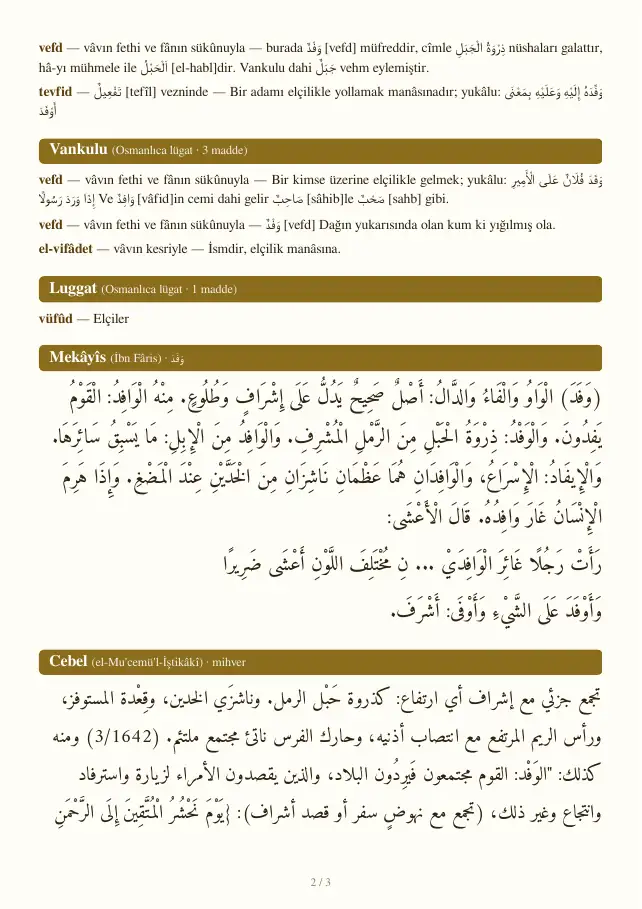 vefd — vâvın fethi ve fânın sükûnuyla — burada وَفْدٌ [vefd] müfreddir, cîmle ذِرْوَةُ الْجَبَلِ nüshaları galattır,
hâ-yı mühmele ile اَلْحَبْلُ [el-habl]dir. Vankulu dahi جَبَلٌ vehm eylemiştir.
tevfid — تَفْعِيلٌ [tefîl] vezninde — Bir adamı elçilikle yollamak manâsınadır; yukâlu: وَفَّدَهُ إِلَيْهِ وَعَلَيْهِ بِمَعْنَى
أَوْفَدَ
Vankulu (Osmanlıca lügat · 3 madde)
vefd — vâvın fethi ve fânın sükûnuyla — Bir kimse üzerine elçilikle gelmek; yukâlu: وَفَدَ فُلَانٌ عَلَى الْأَمِيرِ
إِذَا وَرَدَ رَسُولًا Ve وَافِدٌ [vâfid]in cemi dahi gelir صَاحِبٌ [sâhib]le صَحْبٌ [sahb] gibi.
vefd — vâvın fethi ve fânın sükûnuyla — وَفْدٌ [vefd] Dağın yukarısında olan kum ki yığılmış ola.
el-vifâdet — vâvın kesriyle — İsmdir, elçilik manâsına.
Luggat (Osmanlıca lügat · 1 madde)
vüfûd — Elçiler
Mekâyîs (İbn Fâris) · وَفَدَ
(وَفَدَ) الْوَاوُ وَالْفَاءُ وَالدَّالُ: أَصْلٌ صَحِيحٌ يَدُلُّ عَلَى إِشْرَافٍ وَطُلُوعٍ. مِنْهُ الْوَافِدُ: الْقَوْمُ
يَفِدُونَ. وَالْوَفْدُ: ذِرْوَةُ الْحَبْلِ مِنَ الرَّمْلِ الْمُشْرِفِ. وَالْوَافِدُ مِنَ الْإِبِلِ: مَا يَسْبِقُ سَائِرَهَا.
وَالْإِيفَادُ: الْإِسْرَاعُ، وَالْوَافِدَانِ هُمَا عَظْمَانِ نَاشِزَانِ مِنَ الْخَدَّيْنِ عِنْدَ الْمَضْغِ. وَإِذَا هَرِمَ
الْإِنْسَانُ غَارَ وَافِدُهُ. قَالَ الْأَعْشَى:
رَأَتْ رَجُلًا غَائِرَ الْوَافِدَيْ ... نِ مُخْتَلِفَ اللَّوْنِ أَعْشَى ضَرِيرًا
وَأَوْفَدَ عَلَى الشَّيْءِ وَأَوْفَى: أَشْرَفَ.
Cebel (el-Mu'cemü'l-İştikâkî) · mihver
تجمع جزئي مع إشراف أي ارتفاع: كذروة حَبْل الرمل. وناشزَي الخدين، وقِعْدة المستوفز،
ورأس الريم المرتفع مع انتصاب أذنيه، وحارك الفرس ناتئ مجتمع ملتئم. (3/1642) ومنه
كذلك: "الوَفْد: القوم مجتمعون فَيَرِدُون البلاد، والذين يقصدون الأمراء لزيارة واسترفاد
وانتجاع وغير ذلك، (تجمع مع نهوضٍ سفر أو قصد أشراف): {يَوْمَ نَحْشُرُ الْمُتَّقِينَ إِلَى الرَّحْمَنِ
2 / 3